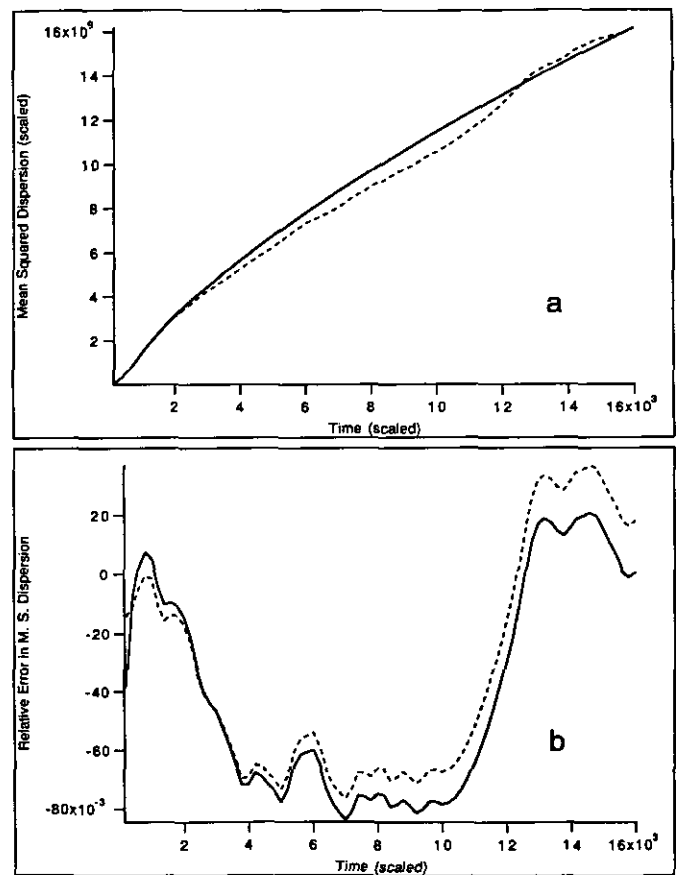 16x10⁹
14
12
10
8
6
4
2
Mean Squared Dispersion (scaled)
a
2 4 6 8 10 12 14 16x10³
Time (scaled)
20
0
-20
-40
-60
-80x10⁻³
Relative Error in M. S. Dispersion
b
2 4 6 8 10 12 14 16x10³
Time (scaled)